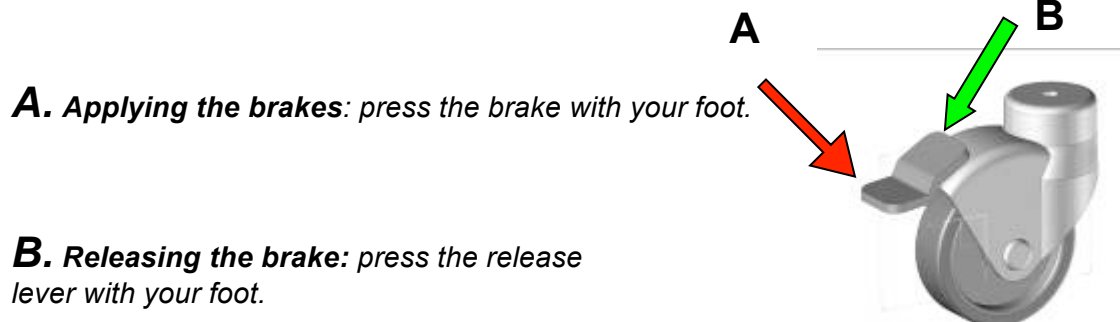 A B
A. Applying the brakes: press the brake with your foot.
B. Releasing the brake: press the release
lever with your foot.